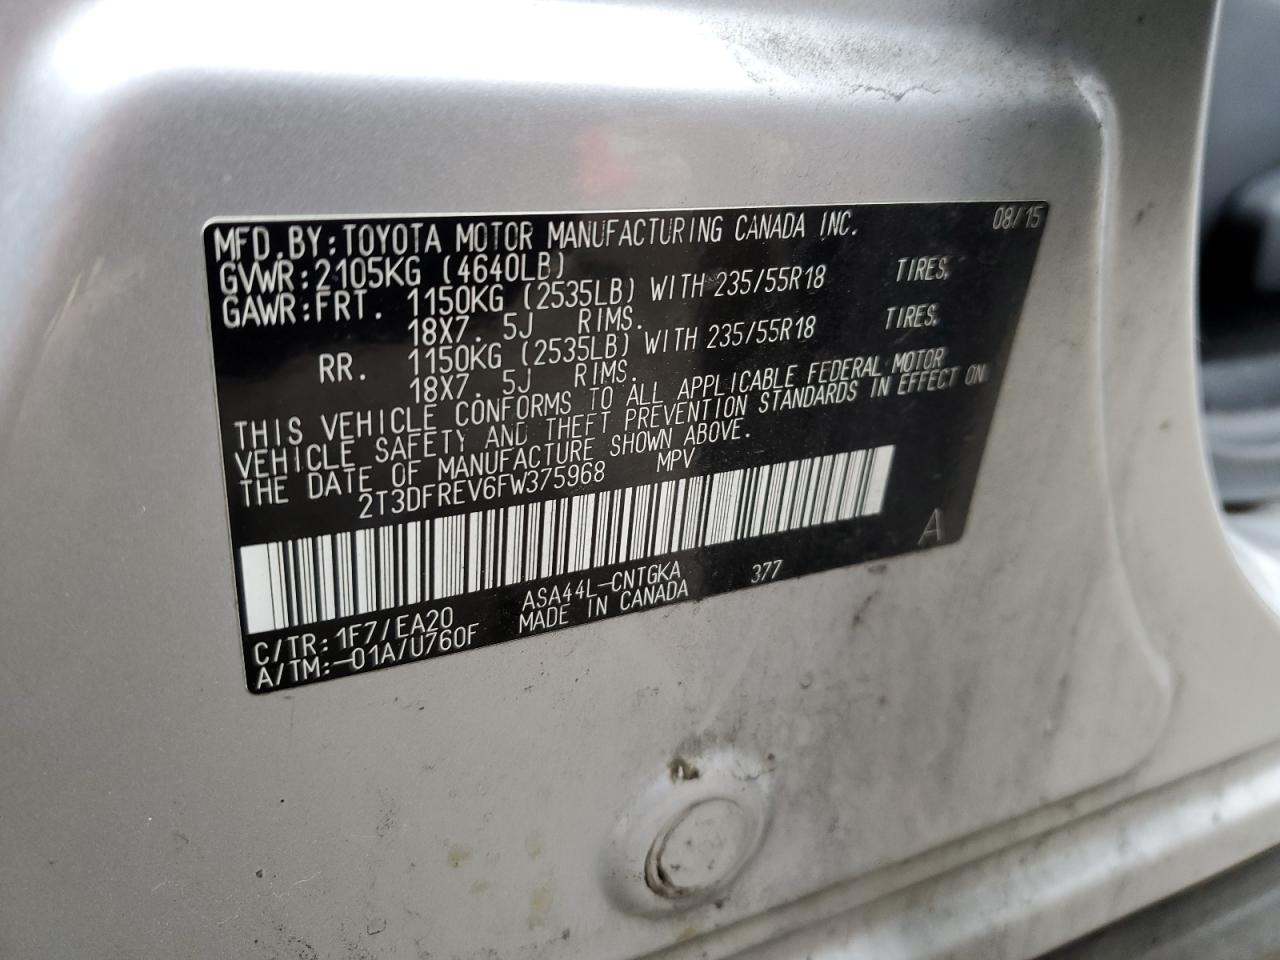 MFD.BY:TOYOTA MOTOR MANUFACTURING CANADA INC. 08/15
GVWR:2105KG (4640LB)
GAWR:FRT. 1150KG (2535LB) WITH 235/55R18 TIRES,
18X7. 5J RIMS.
RR. 1150KG (2535LB) WITH 235/55R18 TIRES,
18X7. 5J RIMS.
THIS VEHICLE CONFORMS TO ALL APPLICABLE FEDERAL MOTOR
VEHICLE SAFETY AND THEFT PREVENTION STANDARDS IN EFFECT ON
THE DATE OF MANUFACTURE SHOWN ABOVE.
2T3DFREV6FW375968 MPV
A
C/TR:1F7/EA20 ASA44L-CNTGKA 377
A/TM:-01A/U760F MADE IN CANADA